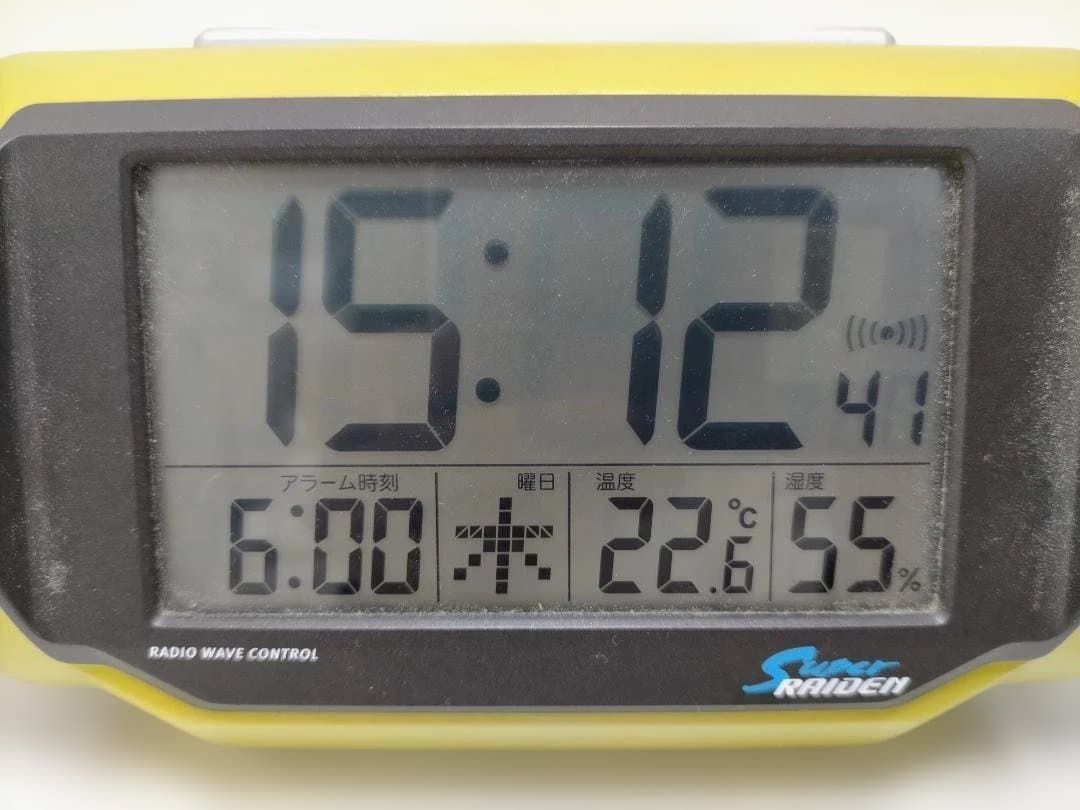 15:12
41
アラーム時刻 曜日 温度 湿度
6:00 木 22.6℃ 55%
RADIO WAVE CONTROL
Super
RAIDEN